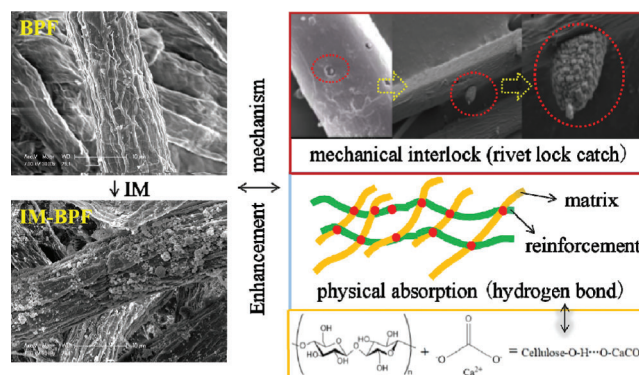 BPF
IM
IM-BPF
Enhancement mechanism
mechanical interlock (rivet lock catch)
matrix
reinforcement
physical absorption (hydrogen bond)
+
Ca²⁺
= Cellulose-O-H···O-CaCO